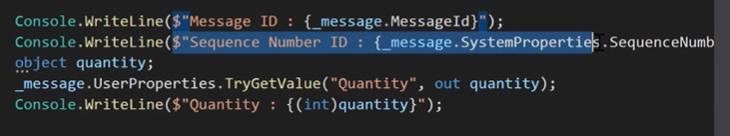 Console.WriteLine($"Message ID : {_message.MessageId}");
Console.WriteLine($"Sequence Number ID : {_message.SystemProperties.SequenceNumb
object quantity;
_message.UserProperties.TryGetValue("Quantity", out quantity);
Console.WriteLine($"Quantity : {(int)quantity}");